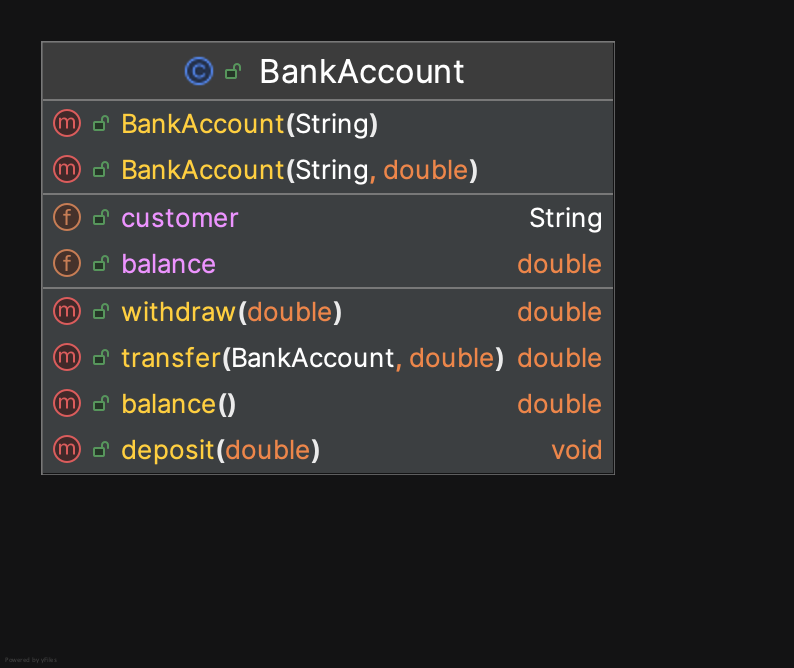 C BankAccount
m BankAccount(String)
m BankAccount(String, double)
f customer String
f balance double
m withdraw(double) double
m transfer(BankAccount, double) double
m balance() double
m deposit(double) void
Powered by yFiles